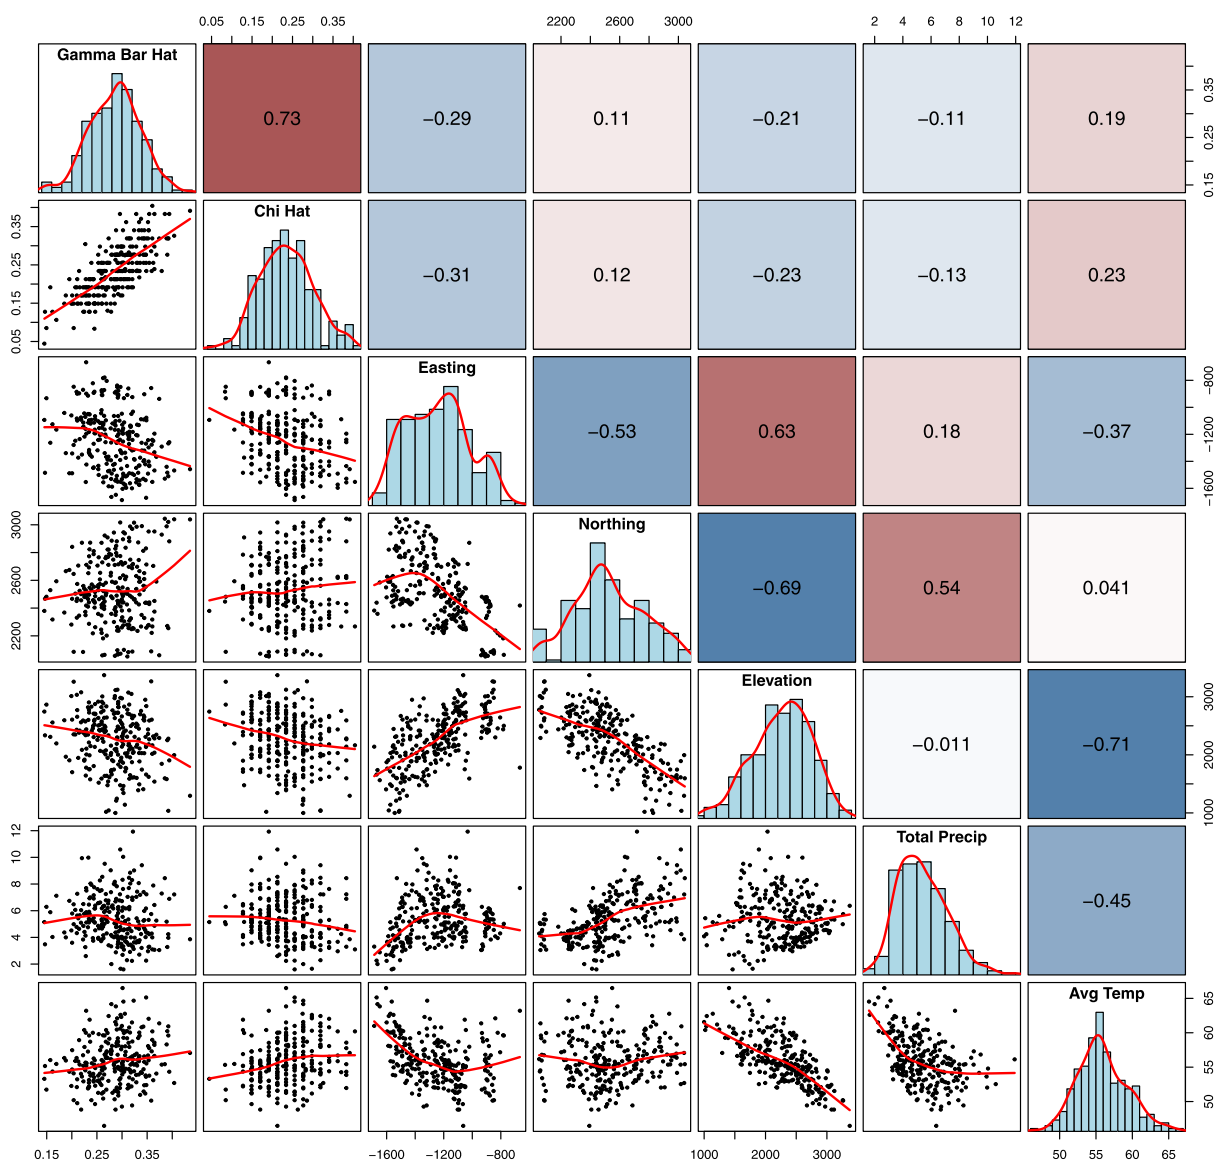 0.05 0.15 0.25 0.35
2200 2600 3000
2 4 6 8 10 12
Gamma Bar Hat
0.73
−0.29
0.11
−0.21
−0.11
0.19
0.15 0.25 0.35
Chi Hat
−0.31
0.12
−0.23
−0.13
0.23
0.05 0.15 0.25 0.35
Easting
−0.53
0.63
0.18
−0.37
−1600 −1200 −800
Northing
−0.69
0.54
0.041
2200 2600 3000
Elevation
−0.011
−0.71
1000 2000 3000
Total Precip
−0.45
2 4 6 8 10 12
Avg Temp
50 55 60 65
0.15 0.25 0.35
−1600 −1200 −800
1000 2000 3000
50 55 60 65